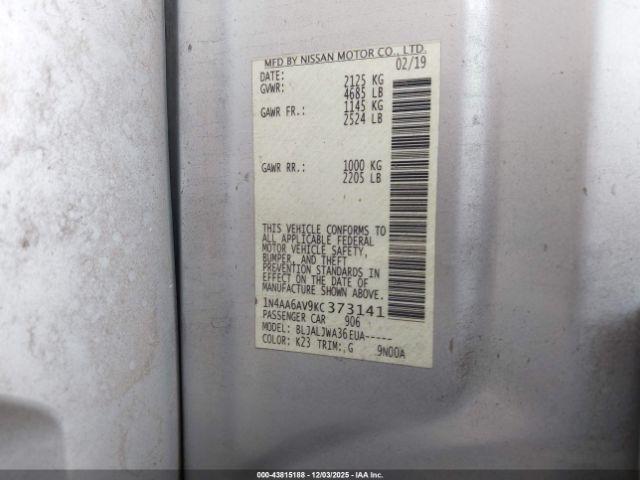 MFD BY NISSAN MOTOR CO., LTD.
DATE: 02/19
GVWR: 2125 KG
4685 LB
GAWR FR.: 1145 KG
2524 LB
GAWR RR.: 1000 KG
2205 LB
THIS VEHICLE CONFORMS TO
ALL APPLICABLE FEDERAL
MOTOR VEHICLE SAFETY,
BUMPER, AND THEFT
PREVENTION STANDARDS IN
EFFECT ON THE DATE OF
MANUFACTURE SHOWN ABOVE.
1N4AA6AV9KC373141
PASSENGER CAR 906
MODEL: BLJALJWA36EUA-----
COLOR: K23 TRIM: G 9N00A
000-43815188 - 12/03/2025 - IAA Inc.